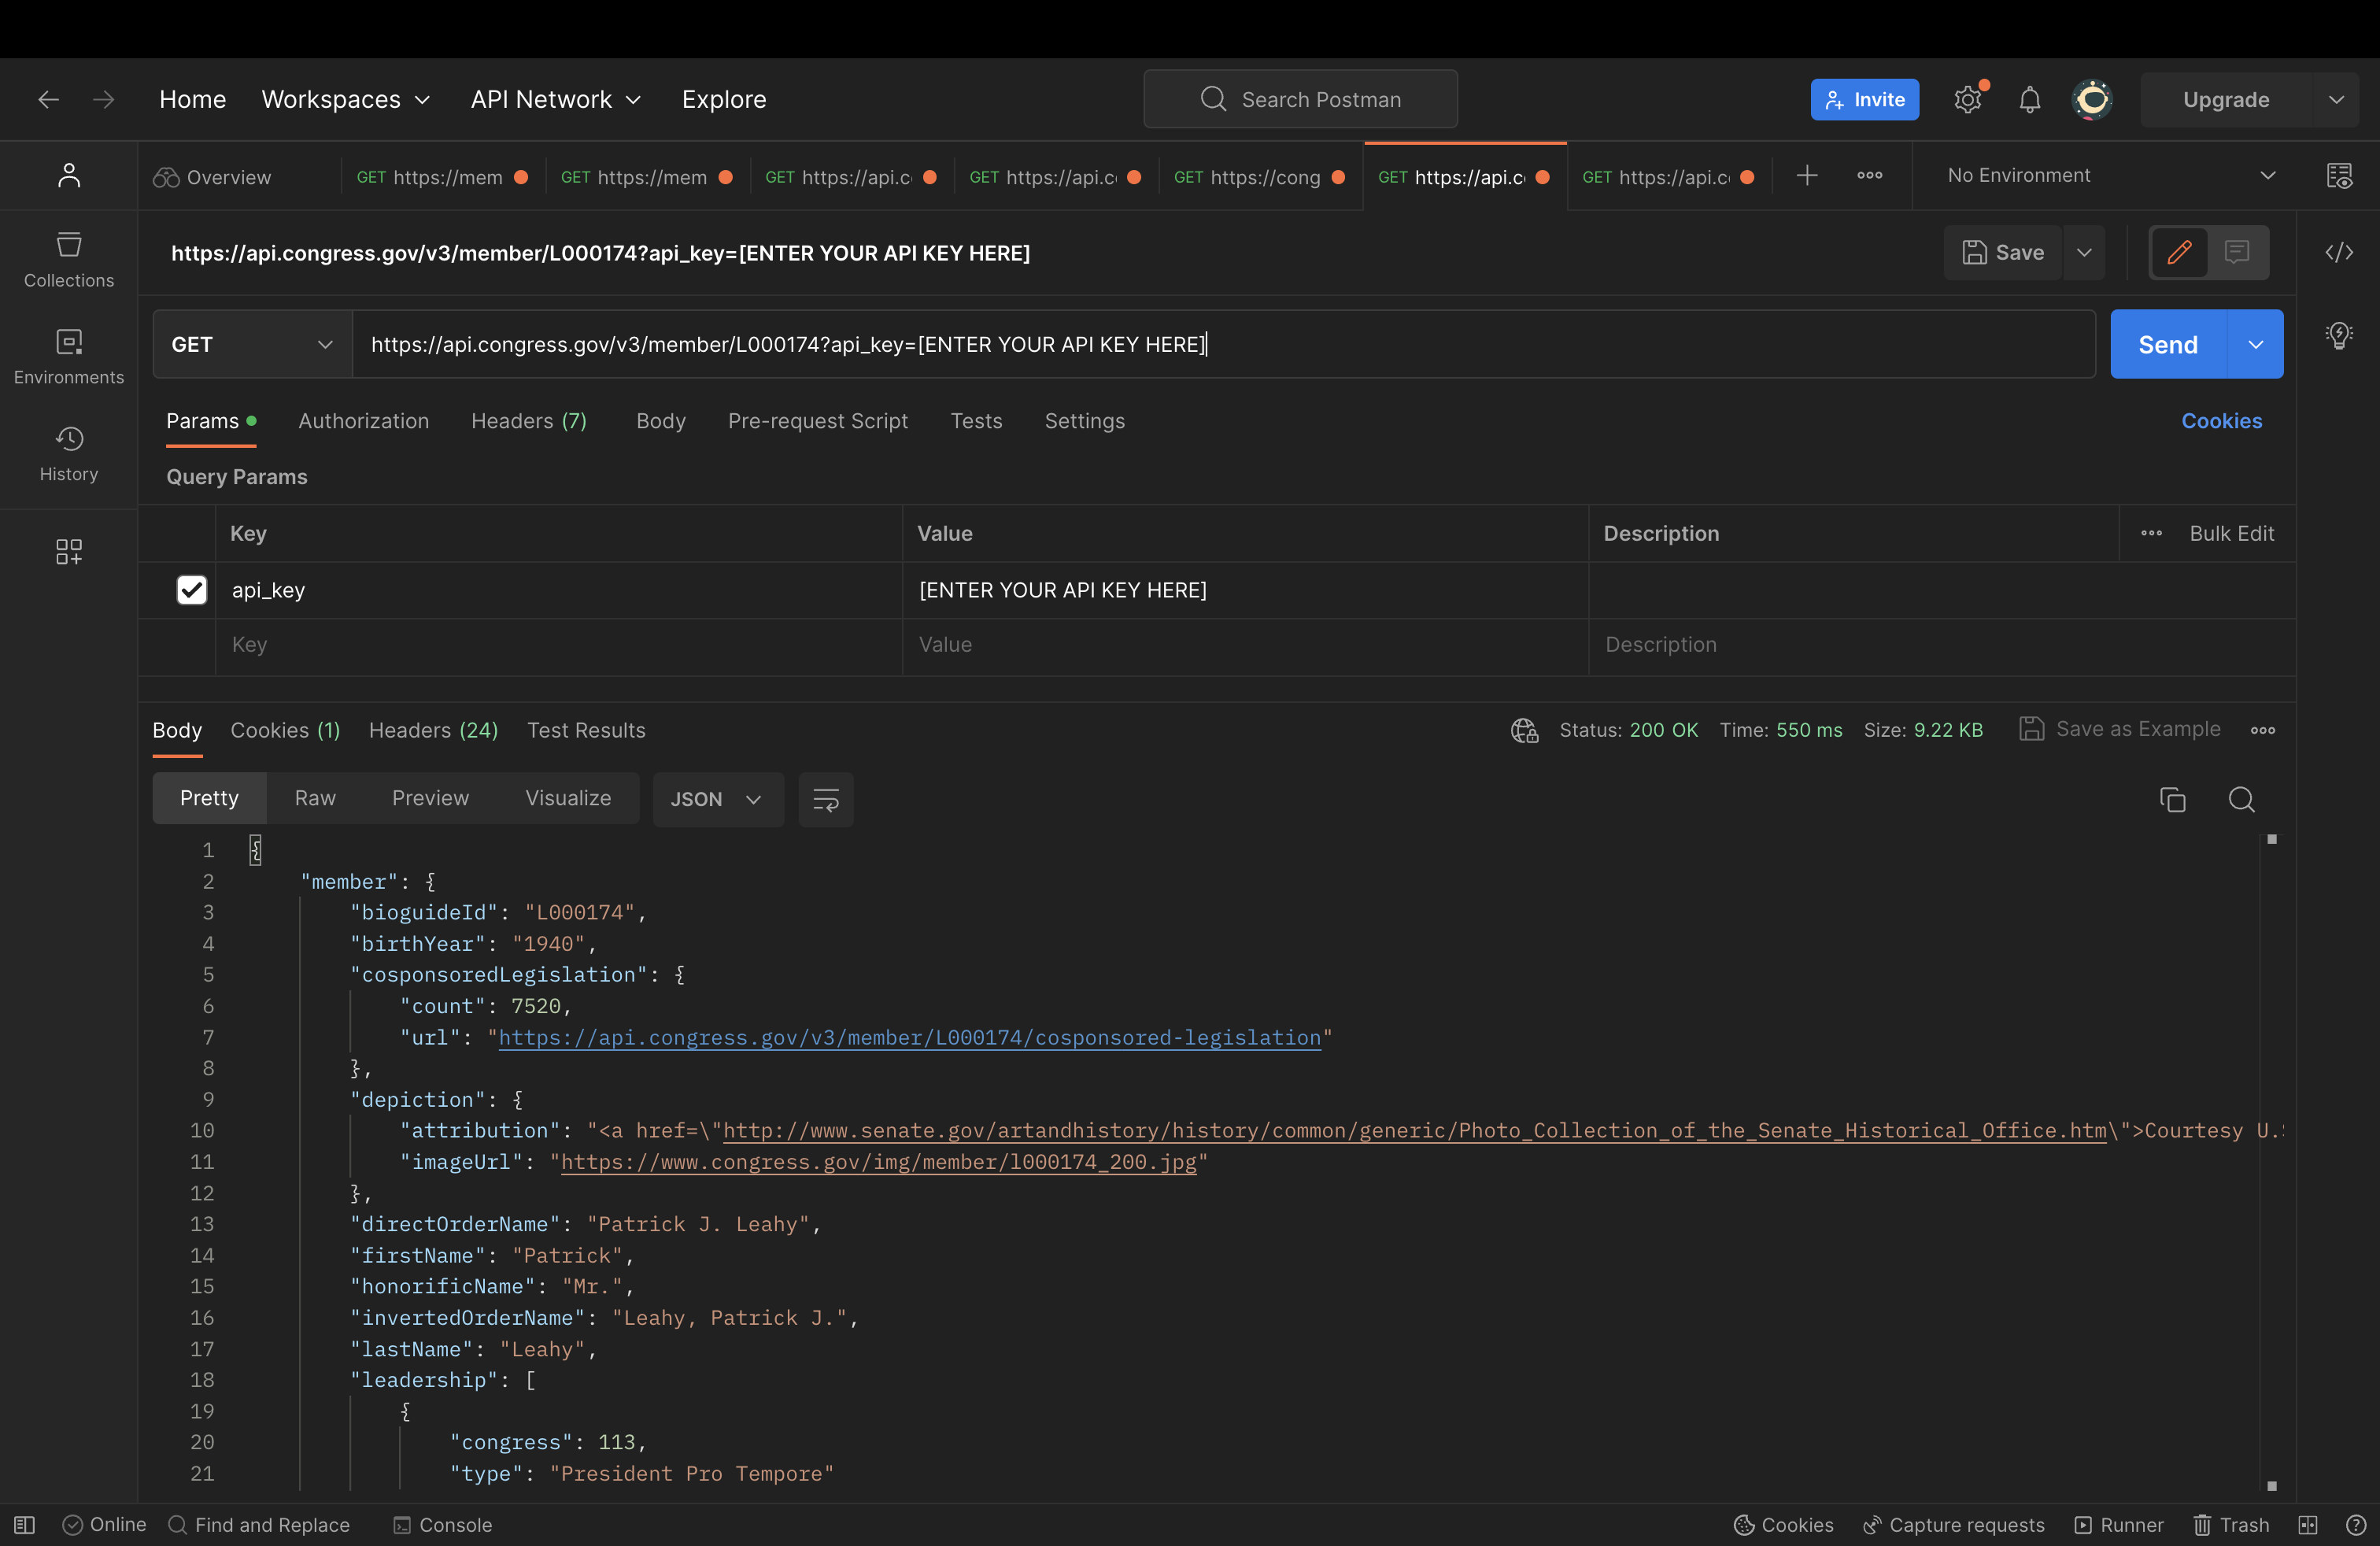 Home Workspaces API Network Explore Search Postman Invite Upgrade
Overview GET https://mem GET https://mem GET https://api.c GET https://api.c GET https://cong GET https://api.c GET https://api.c No Environment
https://api.congress.gov/v3/member/L000174?api_key=[ENTER YOUR API KEY HERE] Save
Collections
GET https://api.congress.gov/v3/member/L000174?api_key=[ENTER YOUR API KEY HERE] Send
Environments
Params Authorization Headers (7) Body Pre-request Script Tests Settings Cookies
History
Query Params
Key Value Description Bulk Edit
api_key [ENTER YOUR API KEY HERE]
Key Value Description
Body Cookies (1) Headers (24) Test Results Status: 200 OK Time: 550 ms Size: 9.22 KB Save as Example
Pretty Raw Preview Visualize JSON
1 {
2 "member": {
3 "bioguideId": "L000174",
4 "birthYear": "1940",
5 "cosponsoredLegislation": {
6 "count": 7520,
7 "url": "https://api.congress.gov/v3/member/L000174/cosponsored-legislation"
8 },
9 "depiction": {
10 "attribution": "<a href=\"http://www.senate.gov/artandhistory/history/common/generic/Photo_Collection_of_the_Senate_Historical_Office.htm\">Courtesy U.S
11 "imageUrl": "https://www.congress.gov/img/member/l000174_200.jpg"
12 },
13 "directOrderName": "Patrick J. Leahy",
14 "firstName": "Patrick",
15 "honorificName": "Mr.",
16 "invertedOrderName": "Leahy, Patrick J.",
17 "lastName": "Leahy",
18 "leadership": [
19 {
20 "congress": 113,
21 "type": "President Pro Tempore"
Online Find and Replace Console Cookies Capture requests Runner Trash